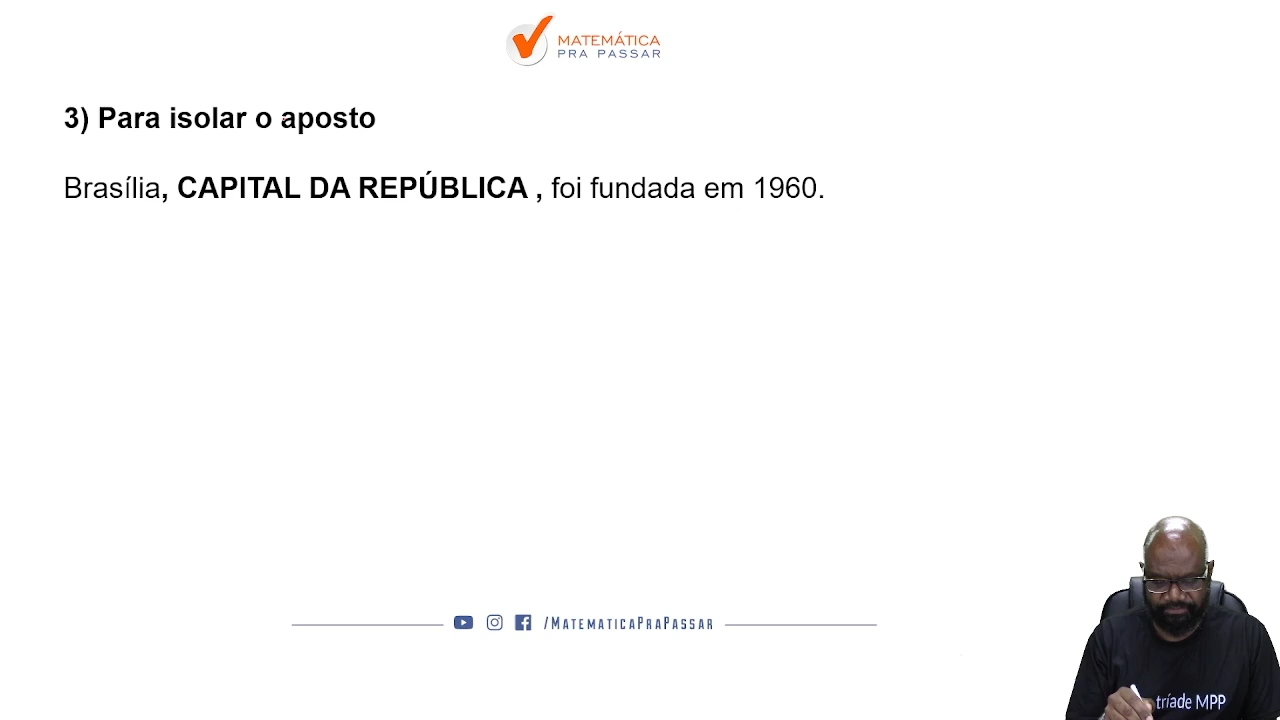 MATEMÁTICA
PRA PASSAR
3) Para isolar o aposto
Brasília, CAPITAL DA REPÚBLICA , foi fundada em 1960.
/MATEMATICAPRAPASSAR
tríade MPP